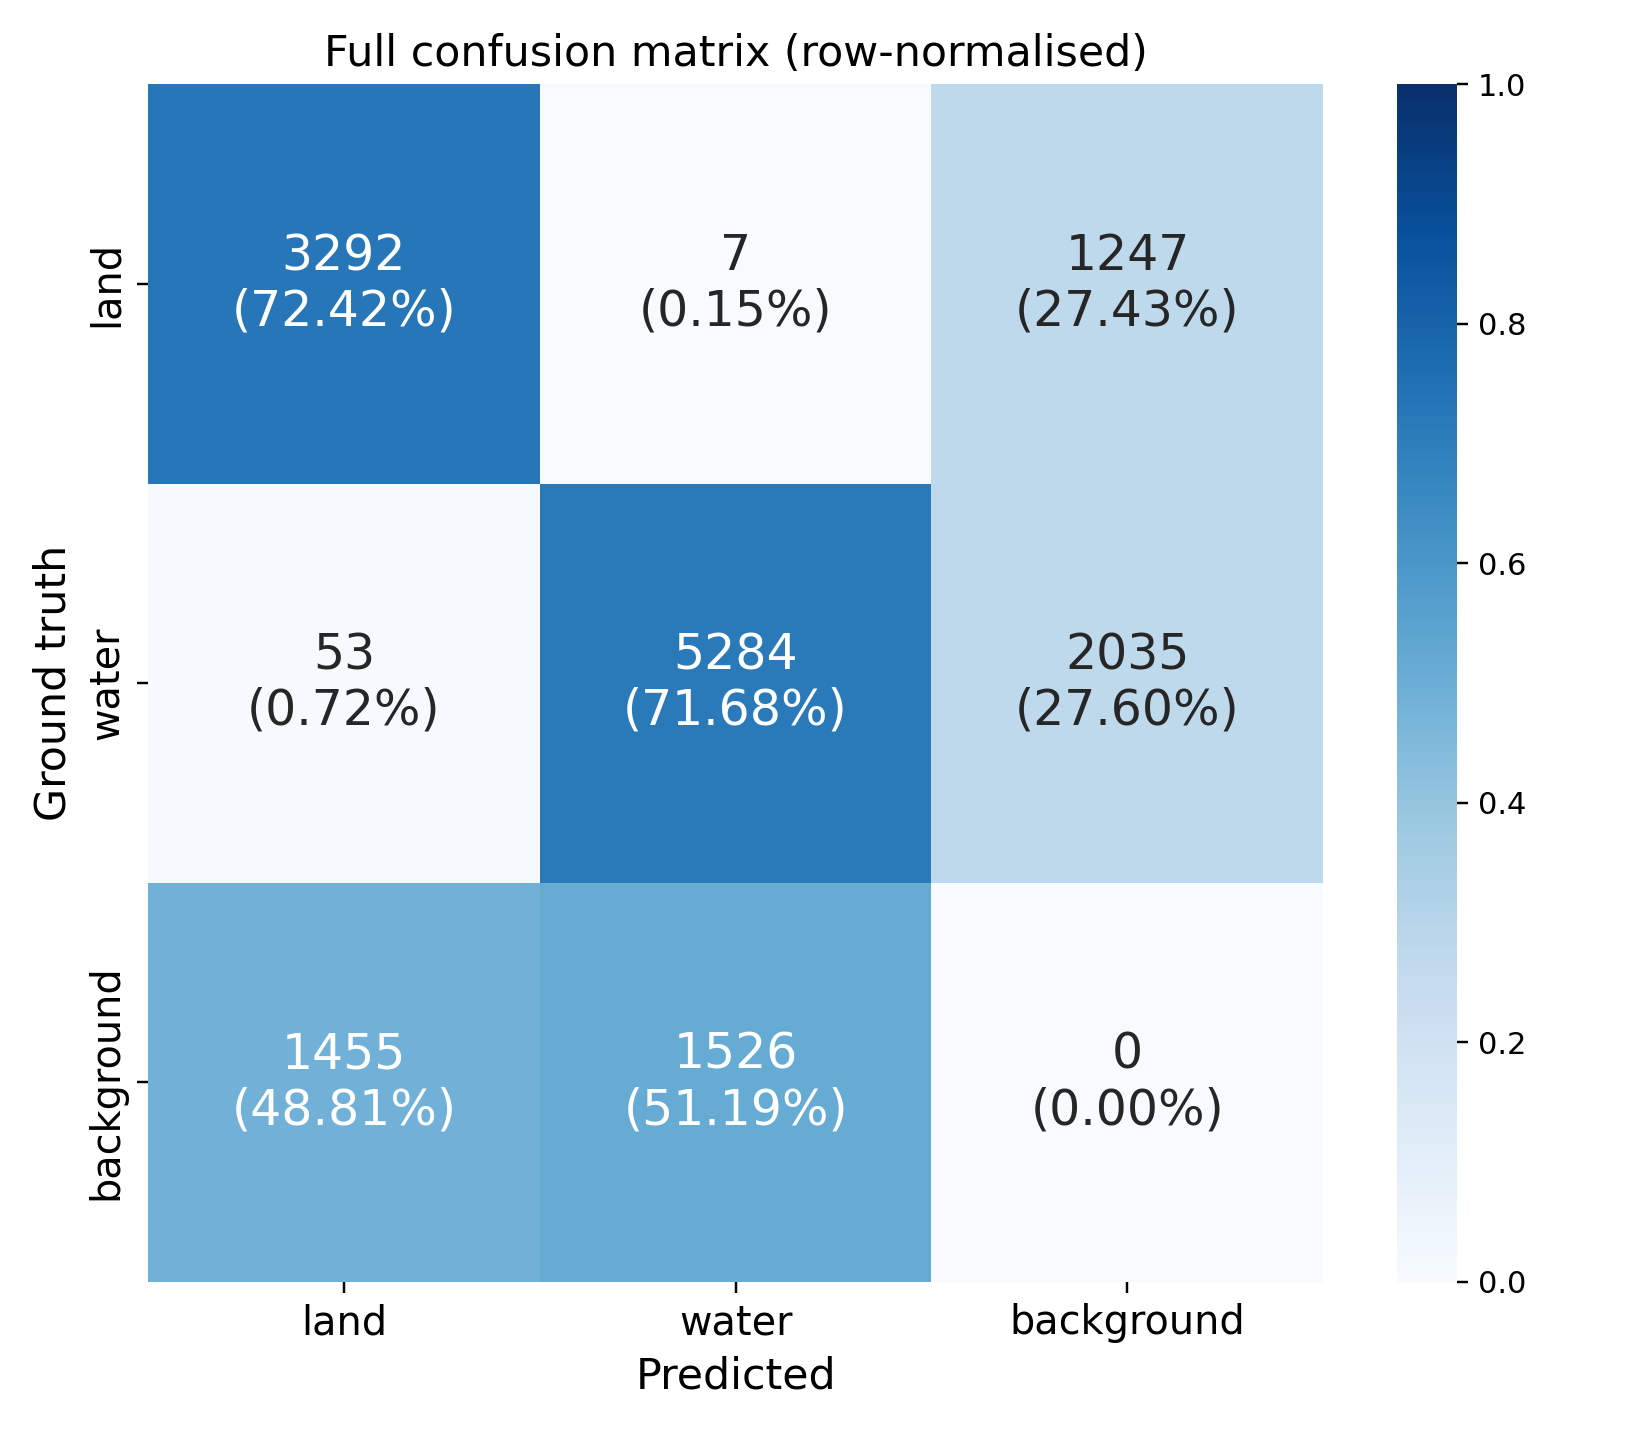 Full confusion matrix (row-normalised)
Ground truth
land
3292
(72.42%)
7
(0.15%)
1247
(27.43%)
water
53
(0.72%)
5284
(71.68%)
2035
(27.60%)
background
1455
(48.81%)
1526
(51.19%)
0
(0.00%)
land
water
background
Predicted
1.0
0.8
0.6
0.4
0.2
0.0